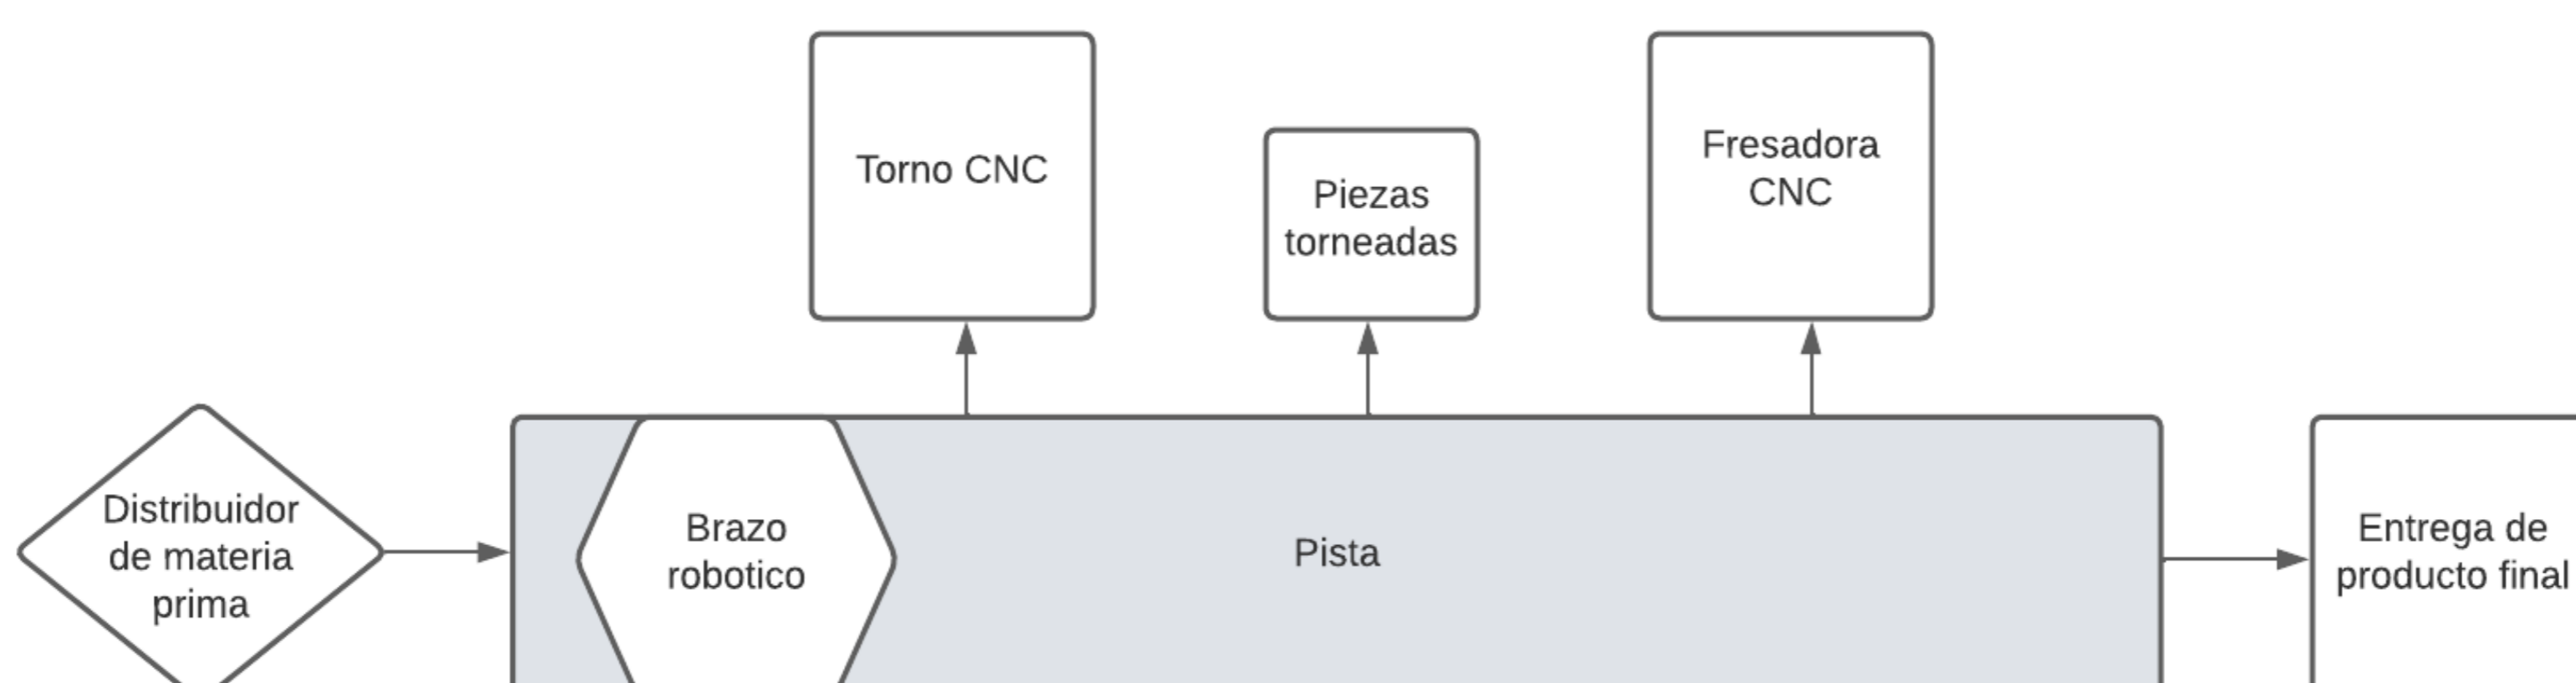 Torno CNC
Piezas
torneadas
Fresadora
CNC
Distribuidor
de materia
prima
Brazo
robotico
Pista
Entrega de
producto final